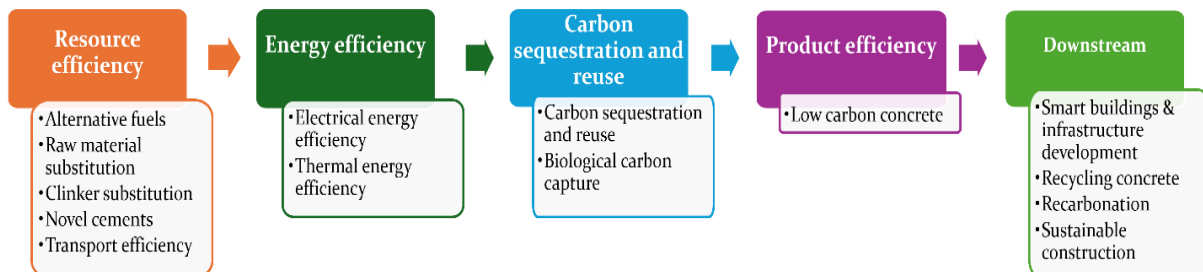 Resource
efficiency
•Alternative fuels
•Raw material
substitution
•Clinker substitution
•Novel cements
•Transport efficiency
Energy efficiency
•Electrical energy
efficiency
•Thermal energy
efficiency
Carbon
sequestration and
reuse
•Carbon sequestration
and reuse
•Biological carbon
capture
Product efficiency
•Low carbon concrete
Downstream
•Smart buildings &
infrastructure
development
•Recycling concrete
•Recarbonation
•Sustainable
construction